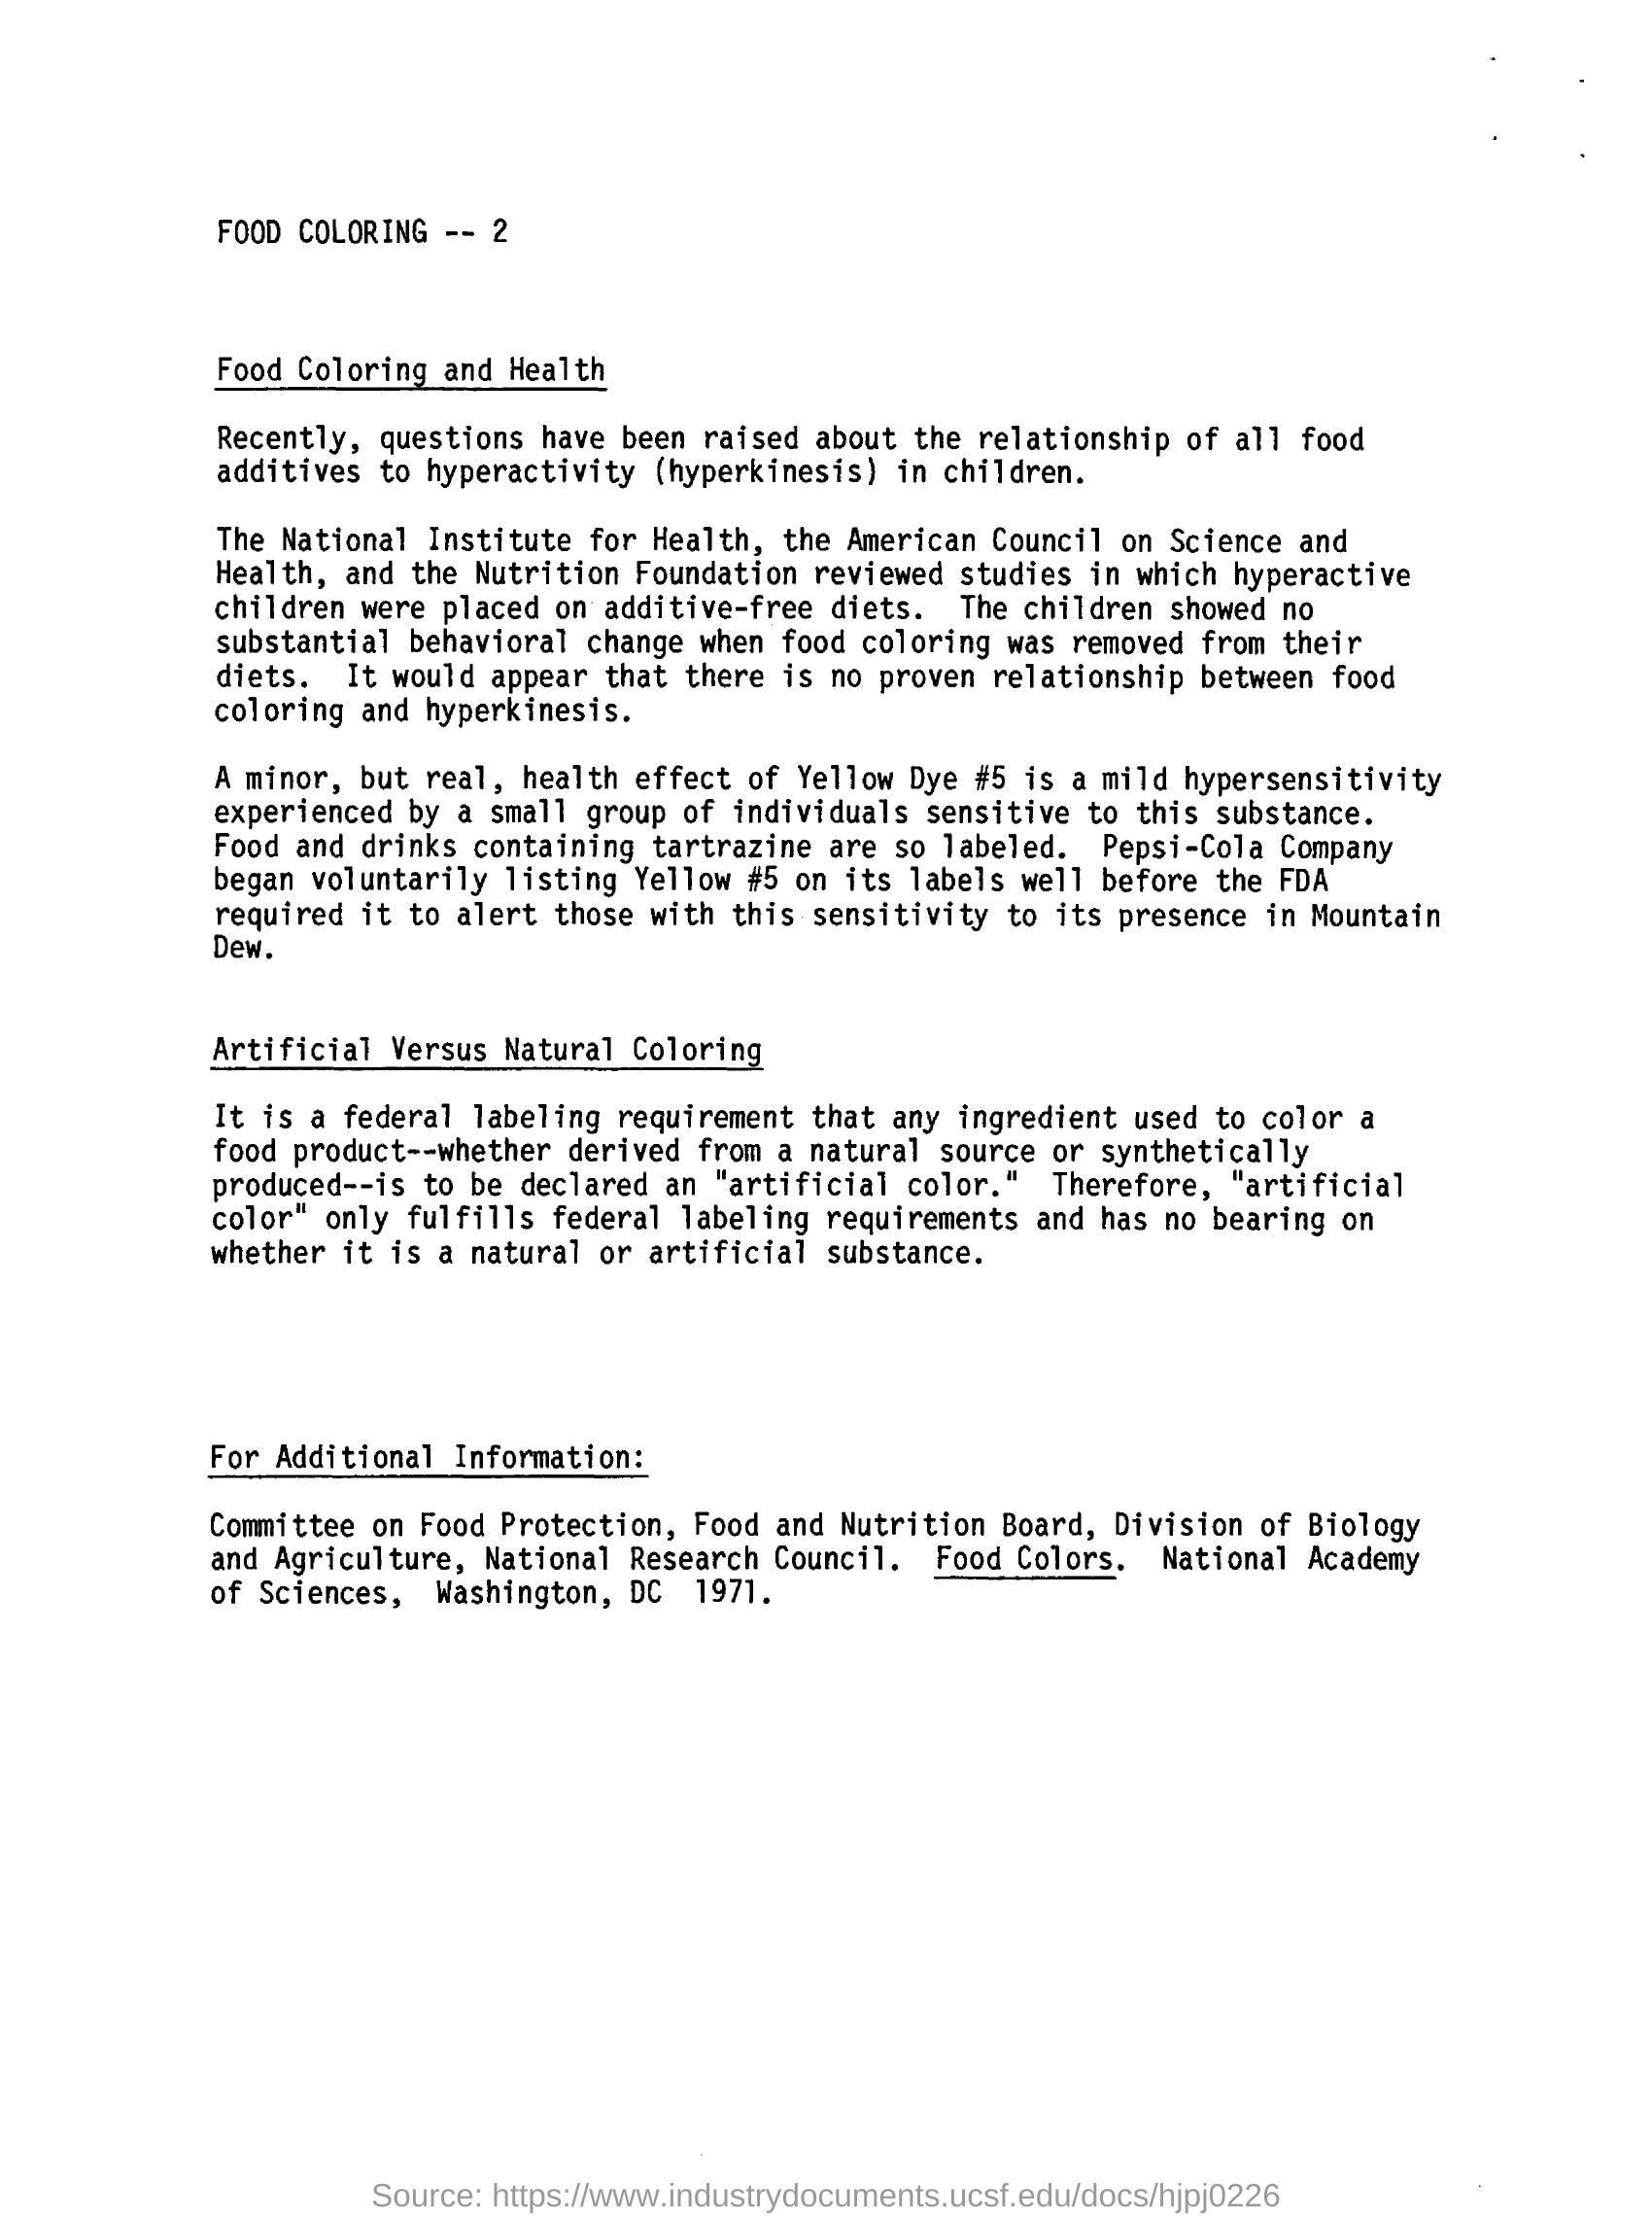 FOOD COLORING -- 2
Food Coloring and Health
Recently, questions have been raised about the relationship of all food
additives to hyperactivity (hyperkinesis) in children.
The National Institute for Health, the American Council on Science and
Health, and the Nutrition Foundation reviewed studies in which hyperactive
children were placed on additive-free diets. The children showed no
substantial behavioral change when food coloring was removed from their
diets. It would appear that there is no proven relationship between food
coloring and hyperkinesis.
A minor, but real, health effect of Yellow Dye #5 is a mild hypersensitivity
experienced by a small group of individuals sensitive to this substance.
Food and drinks containing tartrazine are so labeled. Pepsi-Cola Company
began voluntarily listing Yellow #5 on its labels well before the FDA
required it to alert those with this sensitivity to its presence in Mountain
Dew.
Artificial Versus Natural Coloring
It is a federal labeling requirement that any ingredient used to color a
food product--whether derived from a natural source or synthetically
produced--is to be declared an "artificial color." Therefore, "artificial
color" only fulfills federal labeling requirements and has no bearing on
whether it is a natural or artificial substance.
For Additional Information:
Committee on Food Protection, Food and Nutrition Board, Division of Biology
and Agriculture, National Research Council. Food Colors. National Academy
of Sciences, Washington, DC 1971.
Source: https://www.industrydocuments.ucsf.edu/docs/hjpj0226